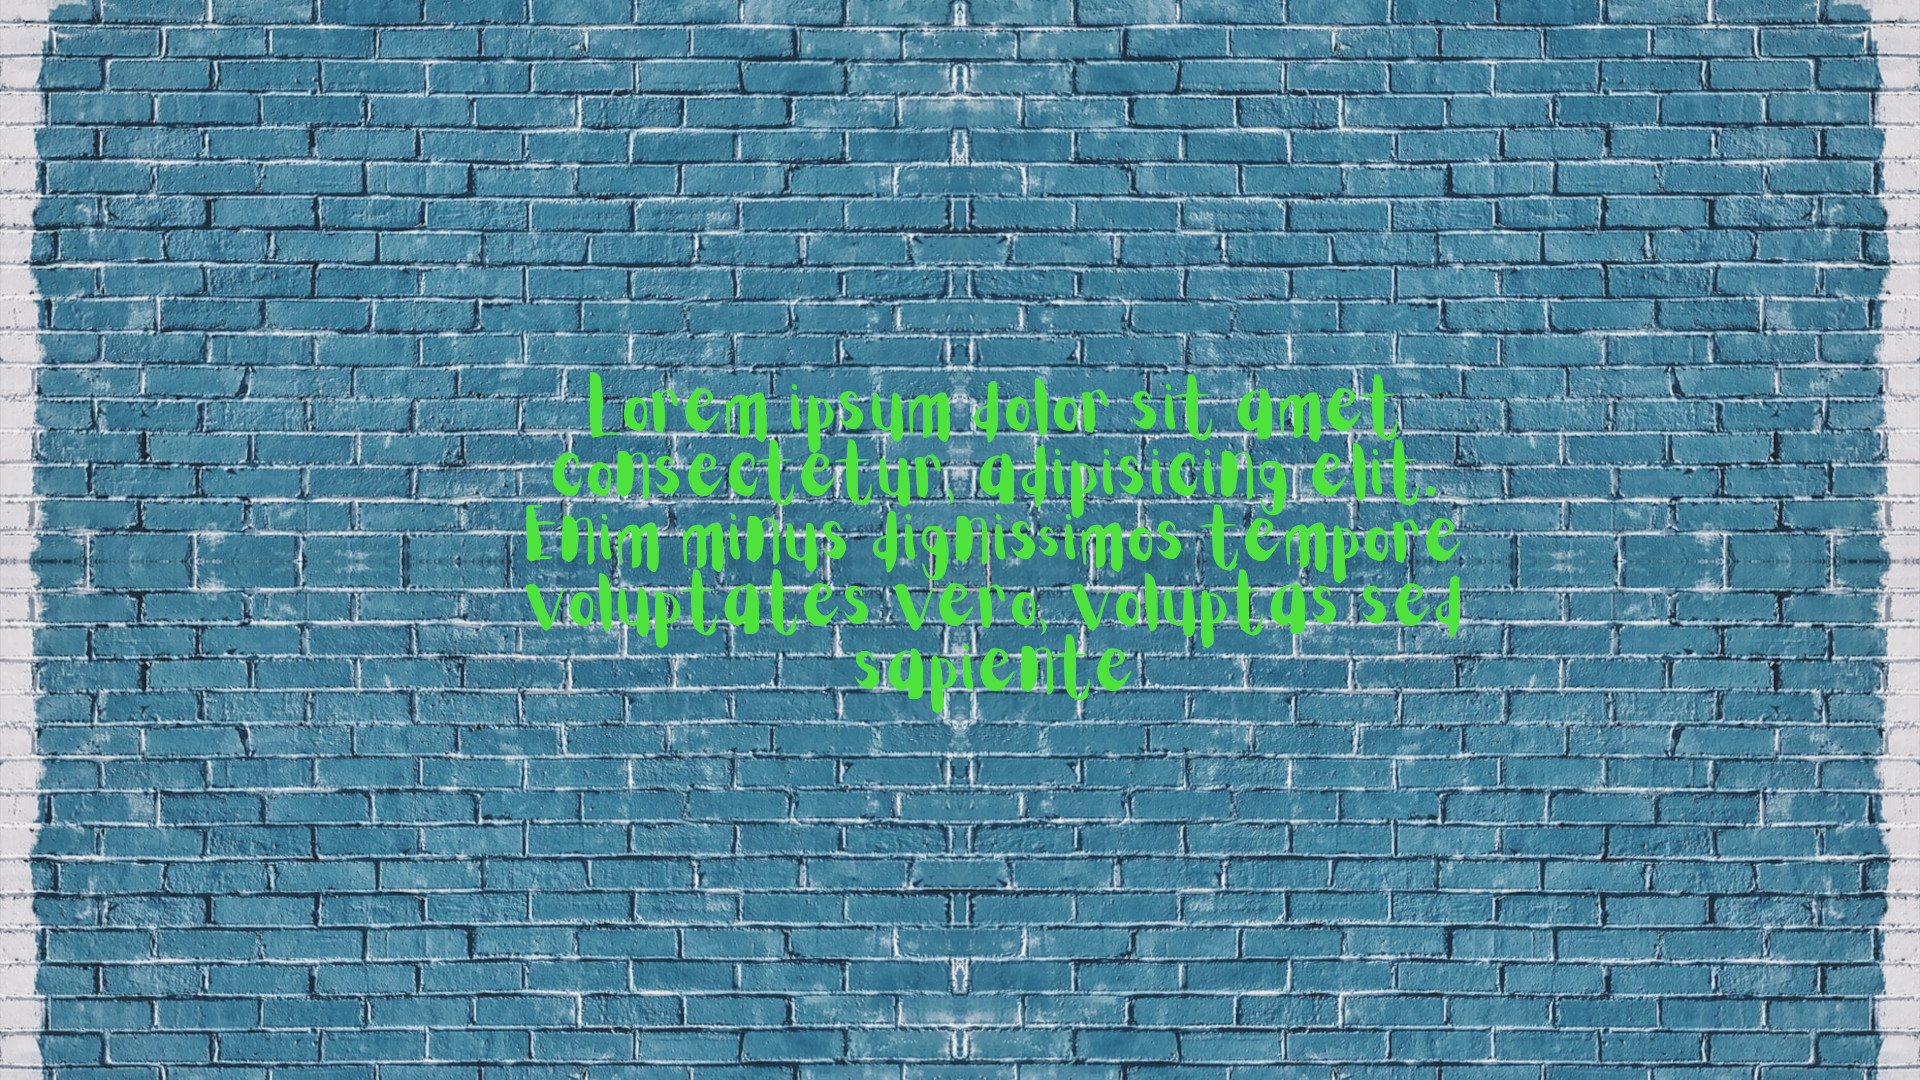 Lorem ipsum dolor sit amet
consectetur, adipisicing elit.
Enim minus dignissimos tempore
voluptates vero, voluptas sed
sapiente